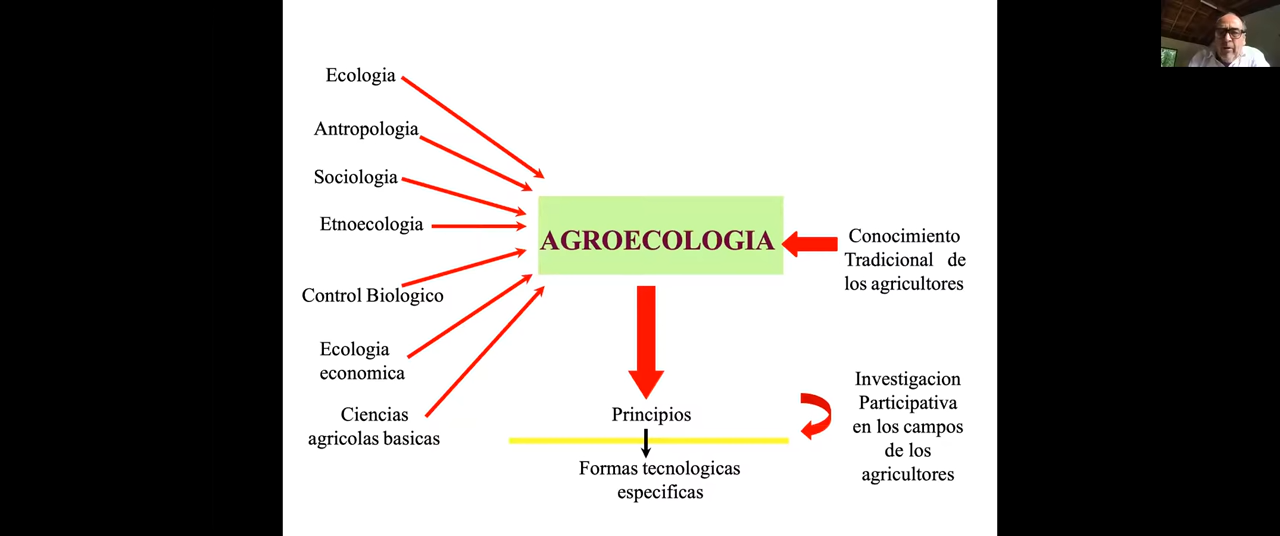 Ecologia
Antropologia
Sociologia
Etnoecologia
Control Biologico
Ecologia
economica
Ciencias
agricolas basicas
AGROECOLOGIA
Conocimiento
Tradicional de
los agricultores
Principios
Formas tecnologicas
especificas
Investigacion
Participativa
en los campos
de los
agricultores